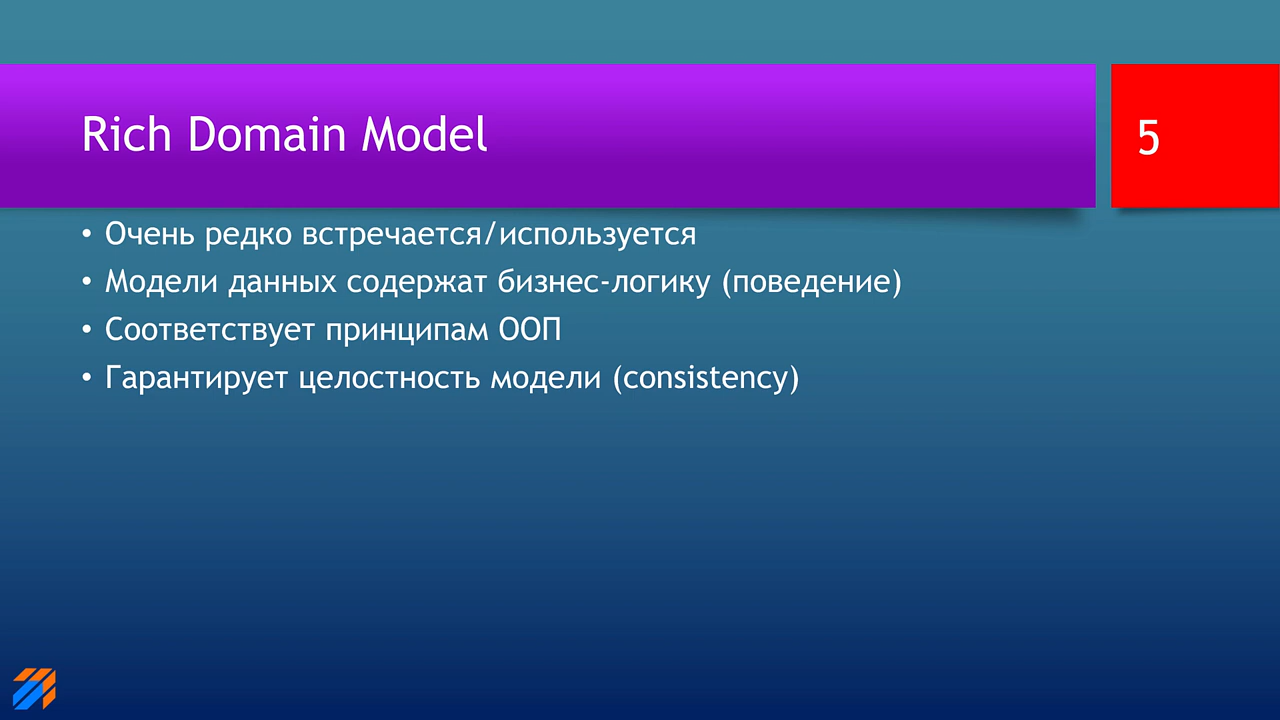 Rich Domain Model
5
• Очень редко встречается/используется
• Модели данных содержат бизнес-логику (поведение)
• Соответствует принципам ООП
• Гарантирует целостность модели (consistency)